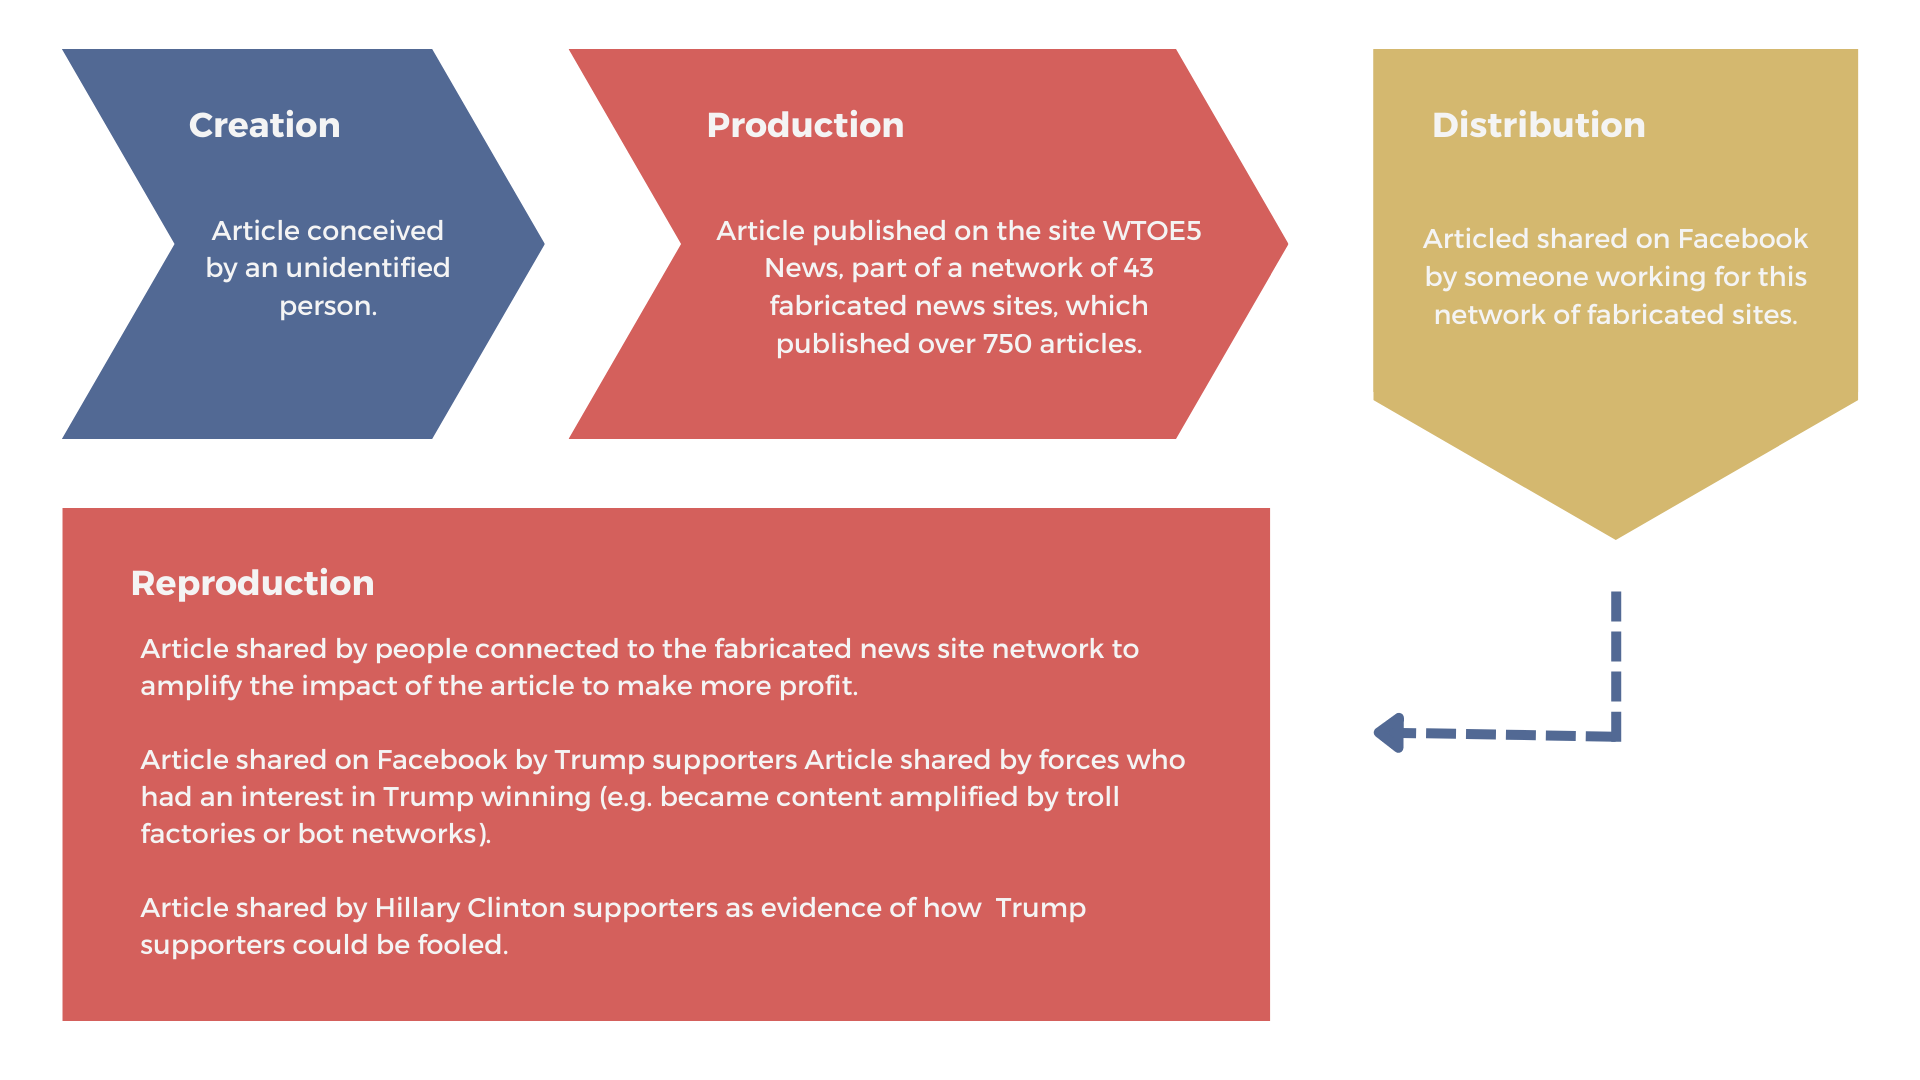 Creation
Article conceived
by an unidentified
person.
Production
Article published on the site WTOE5
News, part of a network of 43
fabricated news sites, which
published over 750 articles.
Distribution
Articled shared on Facebook
by someone working for this
network of fabricated sites.
Reproduction
Article shared by people connected to the fabricated news site network to
amplify the impact of the article to make more profit.
Article shared on Facebook by Trump supporters Article shared by forces who
had an interest in Trump winning (e.g. became content amplified by troll
factories or bot networks).
Article shared by Hillary Clinton supporters as evidence of how  Trump
supporters could be fooled.